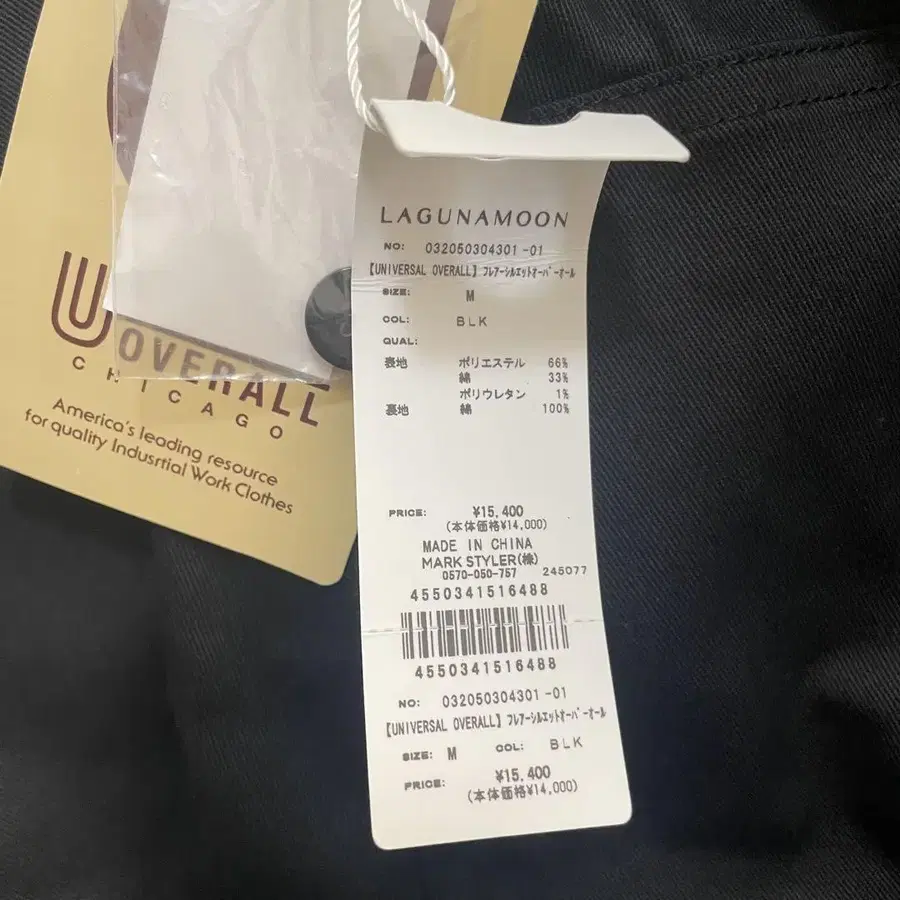 U
OVERALL
CHICAGO
America's leading resource
for quality Indusrtial Work Clothes
LAGUNAMOON
NO: 032050304301-01
【UNIVERSAL OVERALL】フレアーシルエットオーバーオール
SIZE: M
COL: BLK
QUAL:
表地 ポリエステル 66%
綿 33%
ポリウレタン 1%
裏地 綿 100%
PRICE: ¥15,400
(本体価格¥14,000)
MADE IN CHINA
MARK STYLER(株)
0570-050-757 245077
4550341516488
4550341516488
NO: 032050304301-01
【UNIVERSAL OVERALL】フレアーシルエットオーバーオール
SIZE: M COL: BLK
PRICE: ¥15,400
(本体価格¥14,000)